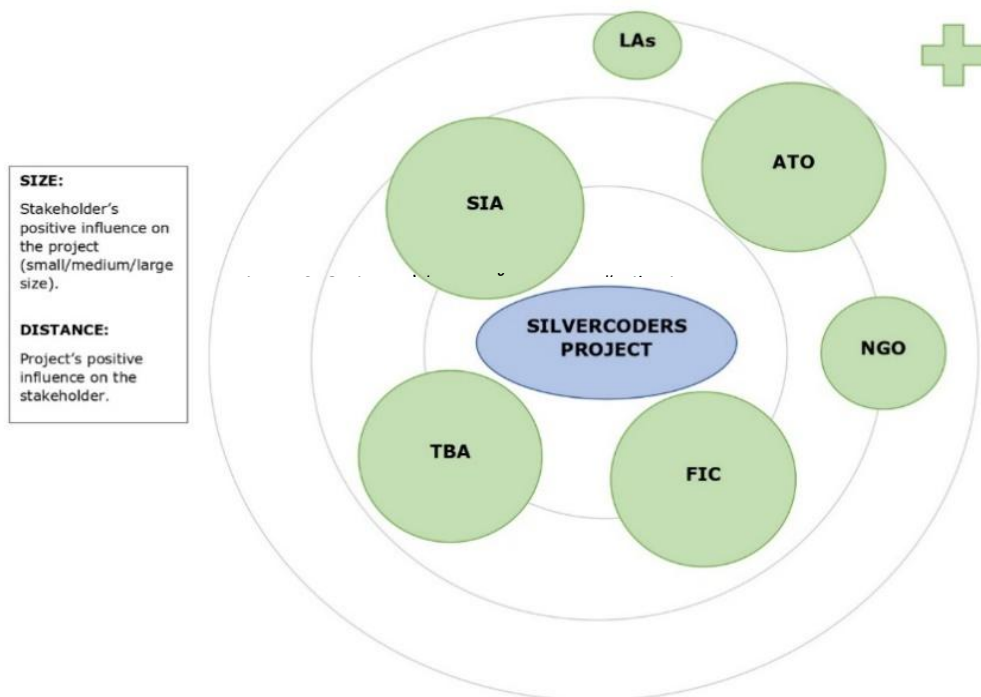 LAs
ATO
SIA
SIZE:
Stakeholder's
positive influence on
the project
(small/medium/large
size).
DISTANCE:
Project's positive
influence on the
stakeholder.
SILVERCODERS
PROJECT
NGO
TBA
FIC